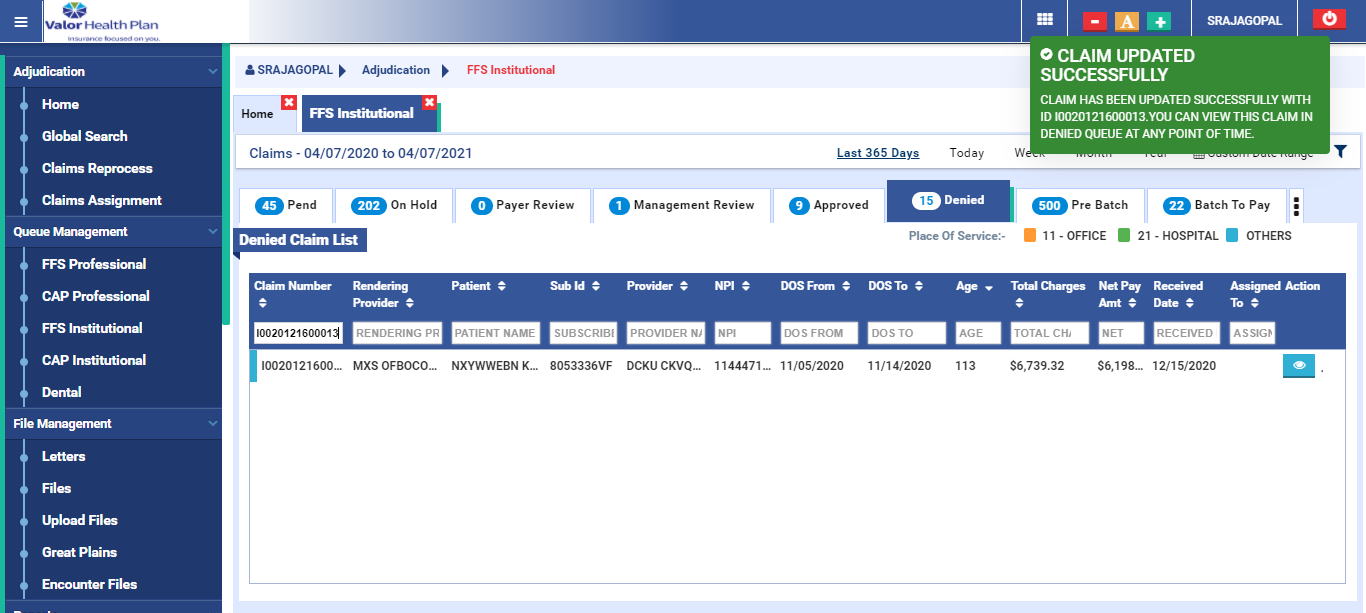 Valor Health Plan
Insurance focused on you.
A
SRAJAGOPAL
CLAIM UPDATED
SUCCESSFULLY
CLAIM HAS BEEN UPDATED SUCCESSFULLY WITH
ID I0020121600013.YOU CAN VIEW THIS CLAIM IN
DENIED QUEUE AT ANY POINT OF TIME.
Adjudication
Home
Global Search
Claims Reprocess
Claims Assignment
Queue Management
FFS Professional
CAP Professional
FFS Institutional
CAP Institutional
Dental
File Management
Letters
Files
Upload Files
Great Plains
Encounter Files
SRAJAGOPAL Adjudication FFS Institutional
Home FFS Institutional
Claims - 04/07/2020 to 04/07/2021 Last 365 Days Today Week Month Year Custom Date Range
45 Pend 202 On Hold 0 Payer Review 1 Management Review 9 Approved 15 Denied 500 Pre Batch 22 Batch To Pay
Denied Claim List Place Of Service:- 11 - OFFICE 21 - HOSPITAL OTHERS
Claim Number Rendering Provider Patient Sub Id Provider NPI DOS From DOS To Age Total Charges Net Pay Amt Received Date Assigned To Action
I0020121600013 RENDERING PR PATIENT NAME SUBSCRIBE PROVIDER NA NPI DOS FROM DOS TO AGE TOTAL CHA NET RECEIVED ASSIGN
I0020121600... MXS OFBOCO... NXYWWEBN K... 8053336VF DCKU CKVQ... 1144471... 11/05/2020 11/14/2020 113 $6,739.32 $6,198... 12/15/2020 .